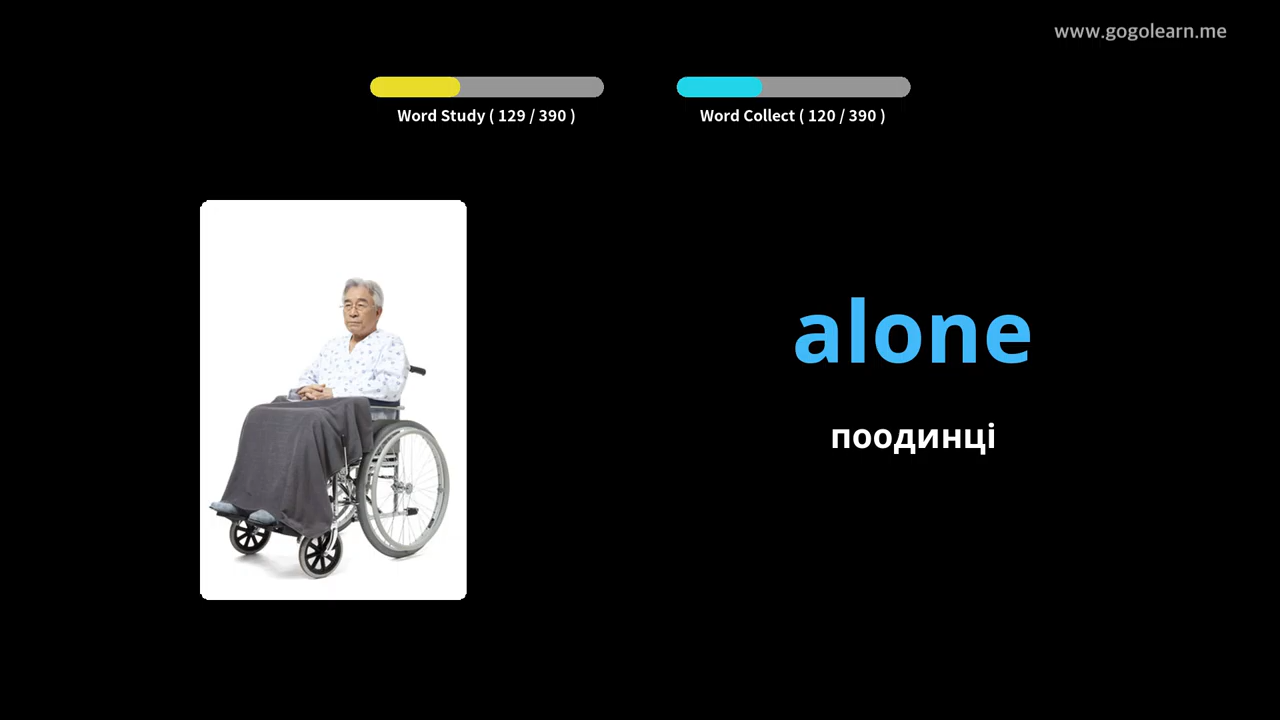 www.gogolearn.me
Word Study ( 129 / 390 )
Word Collect ( 120 / 390 )
alone
поодинці